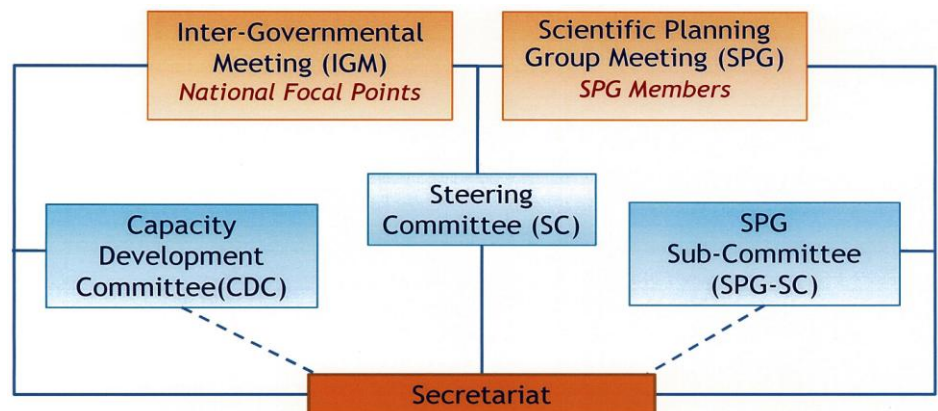 Inter-Governmental
Meeting (IGM)
National Focal Points
Scientific Planning
Group Meeting (SPG)
SPG Members
Steering
Committee (SC)
Capacity
Development
Committee(CDC)
SPG
Sub-Committee
(SPG-SC)
Secretariat